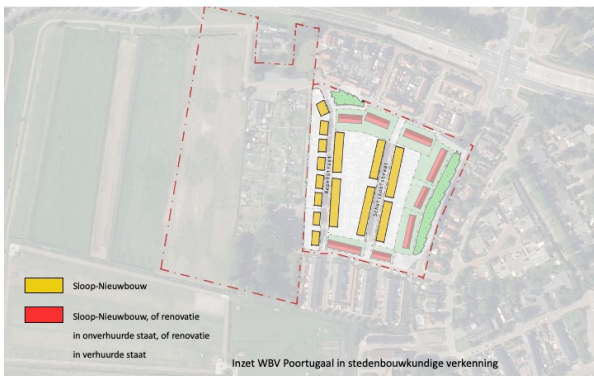 Sloop-Nieuwbouw
Sloop-Nieuwbouw, of renovatie
in onverhuurde staat, of renovatie
in verhuurde staat
Inzet WBV Poortugaal in stedenbouwkundige verkenning